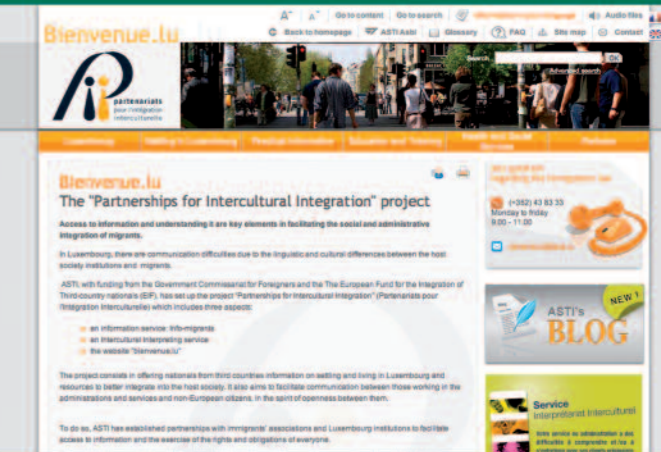 A⁺ A⁻ Go to content Go to search Audio files
Back to homepage ASTI Asbl Glossary FAQ Site map Contact
Bienvenue.lu
Search OK
Advanced search
partenariats
pour l'intégration
interculturelle
Luxembourg
Bienvenue.lu
The "Partnerships for Intercultural Integration" project
Access to information and understanding it are key elements in facilitating the social and administrative
integration of migrants.
In Luxembourg, there are communication difficulties due to the linguistic and cultural differences between the host
society institutions and migrants.
ASTI, with funding from the Government Commissariat for Foreigners and the The European Fund for the Integration of
Third-country nationals (EIF), has set up the project "Partnerships for Intercultural Integration" (Partenariats pour
l'Intégration Interculturelle) which includes three aspects:
an information service: Info-migrants
an intercultural interpreting service
the website "bienvenue.lu"
The project consists in offering nationals from third countries information on settling and living in Luxembourg and
resources to better integrate into the host society. It also aims to facilitate communication between those working in the
administrations and services and non-European citizens, in the spirit of openness between them.
To do so, ASTI has established partnerships with immigrants' associations and Luxembourg institutions to facilitate
access to information and the exercise of the rights and obligations of everyone.
(+352) 43 83 33
Monday to friday
9.00 - 11.00
NEW !
ASTI's
BLOG
Service
Interprétariat Interculturel
Votre service ou administration a des
difficultés à comprendre et/ou à